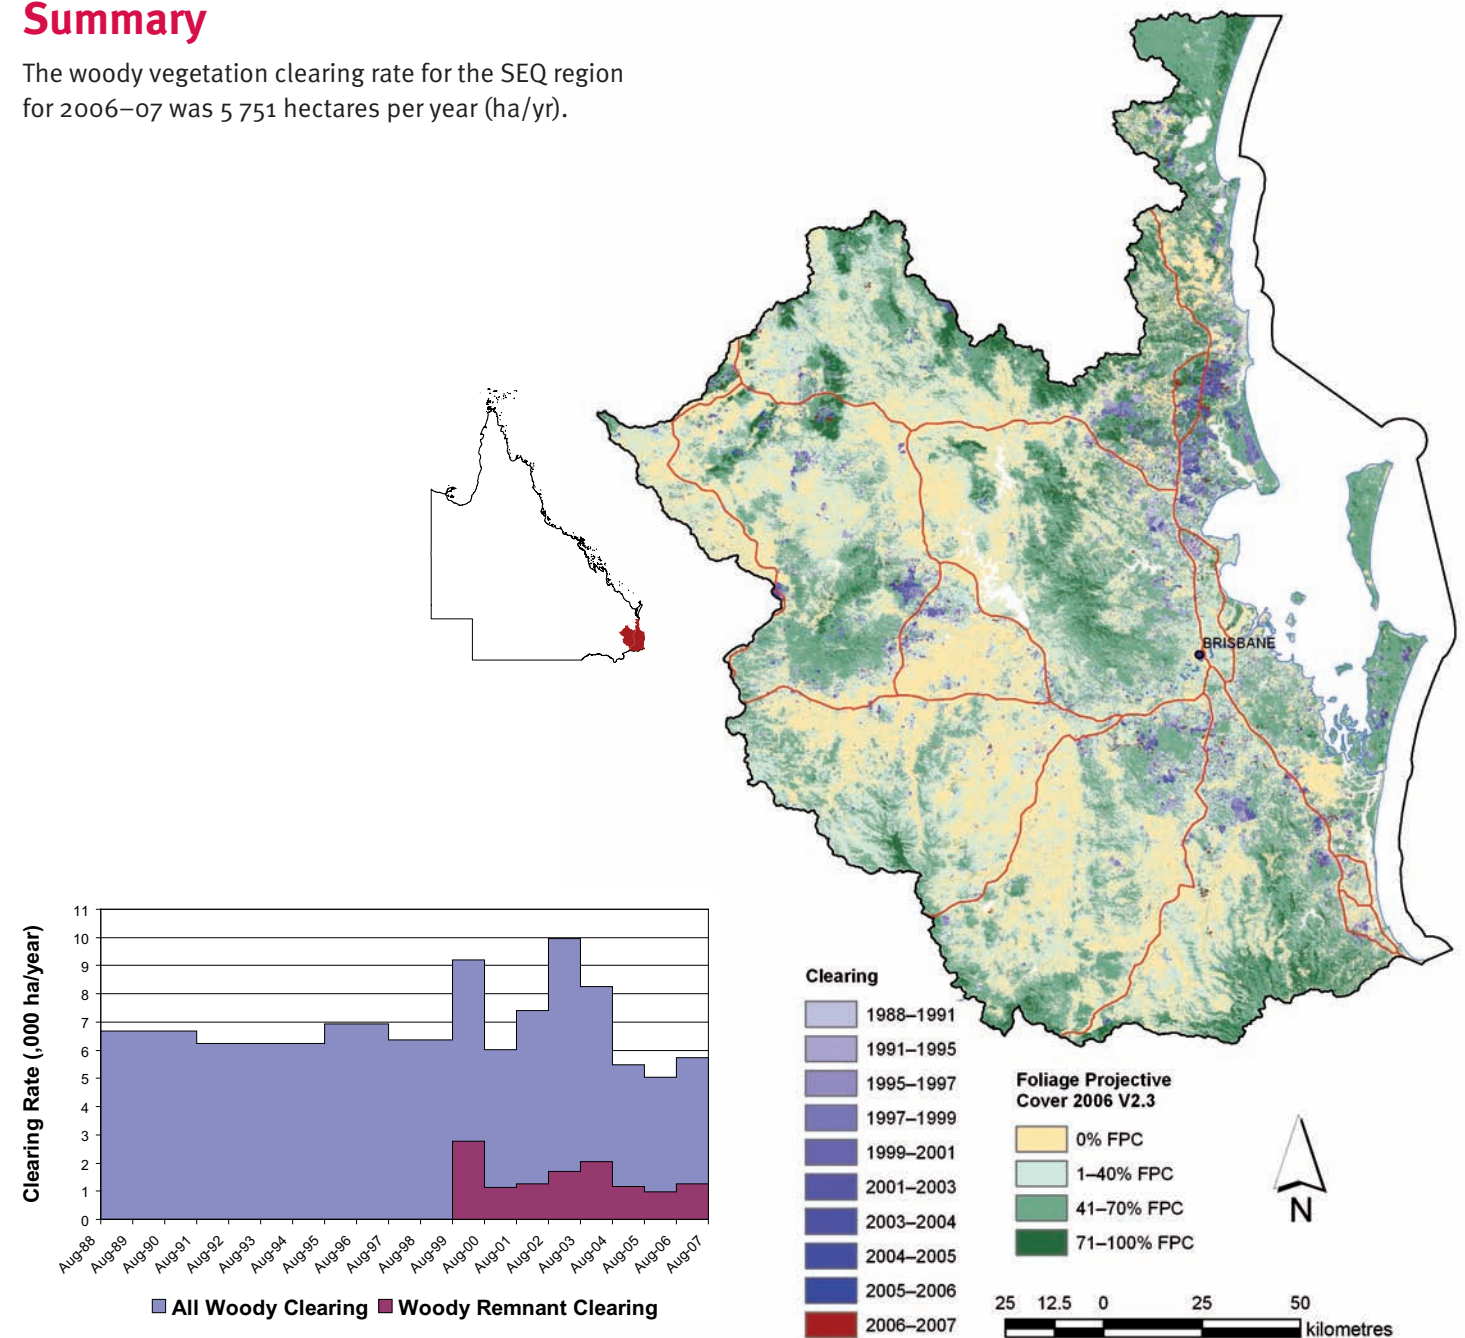 Summary
The woody vegetation clearing rate for the SEQ region
for 2006–07 was 5 751 hectares per year (ha/yr).
BRISBANE
Clearing Rate (,000 ha/year)
11
10
9
8
7
6
5
4
3
2
1
0
Aug-88
Aug-89
Aug-90
Aug-91
Aug-92
Aug-93
Aug-94
Aug-95
Aug-96
Aug-97
Aug-98
Aug-99
Aug-00
Aug-01
Aug-02
Aug-03
Aug-04
Aug-05
Aug-06
Aug-07
All Woody Clearing
Woody Remnant Clearing
Clearing
1988–1991
1991–1995
1995–1997
1997–1999
1999–2001
2001–2003
2003–2004
2004–2005
2005–2006
2006–2007
Foliage Projective
Cover 2006 V2.3
0% FPC
1–40% FPC
41–70% FPC
71–100% FPC
N
25 12.5 0 25 50
kilometres